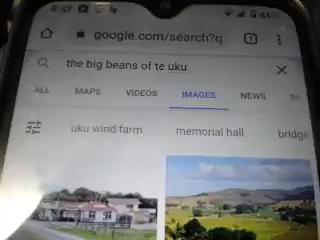 google.com/search?q
the big beans of te uku
ALL MAPS VIDEOS IMAGES NEWS
uku wind farm memorial hall bridge